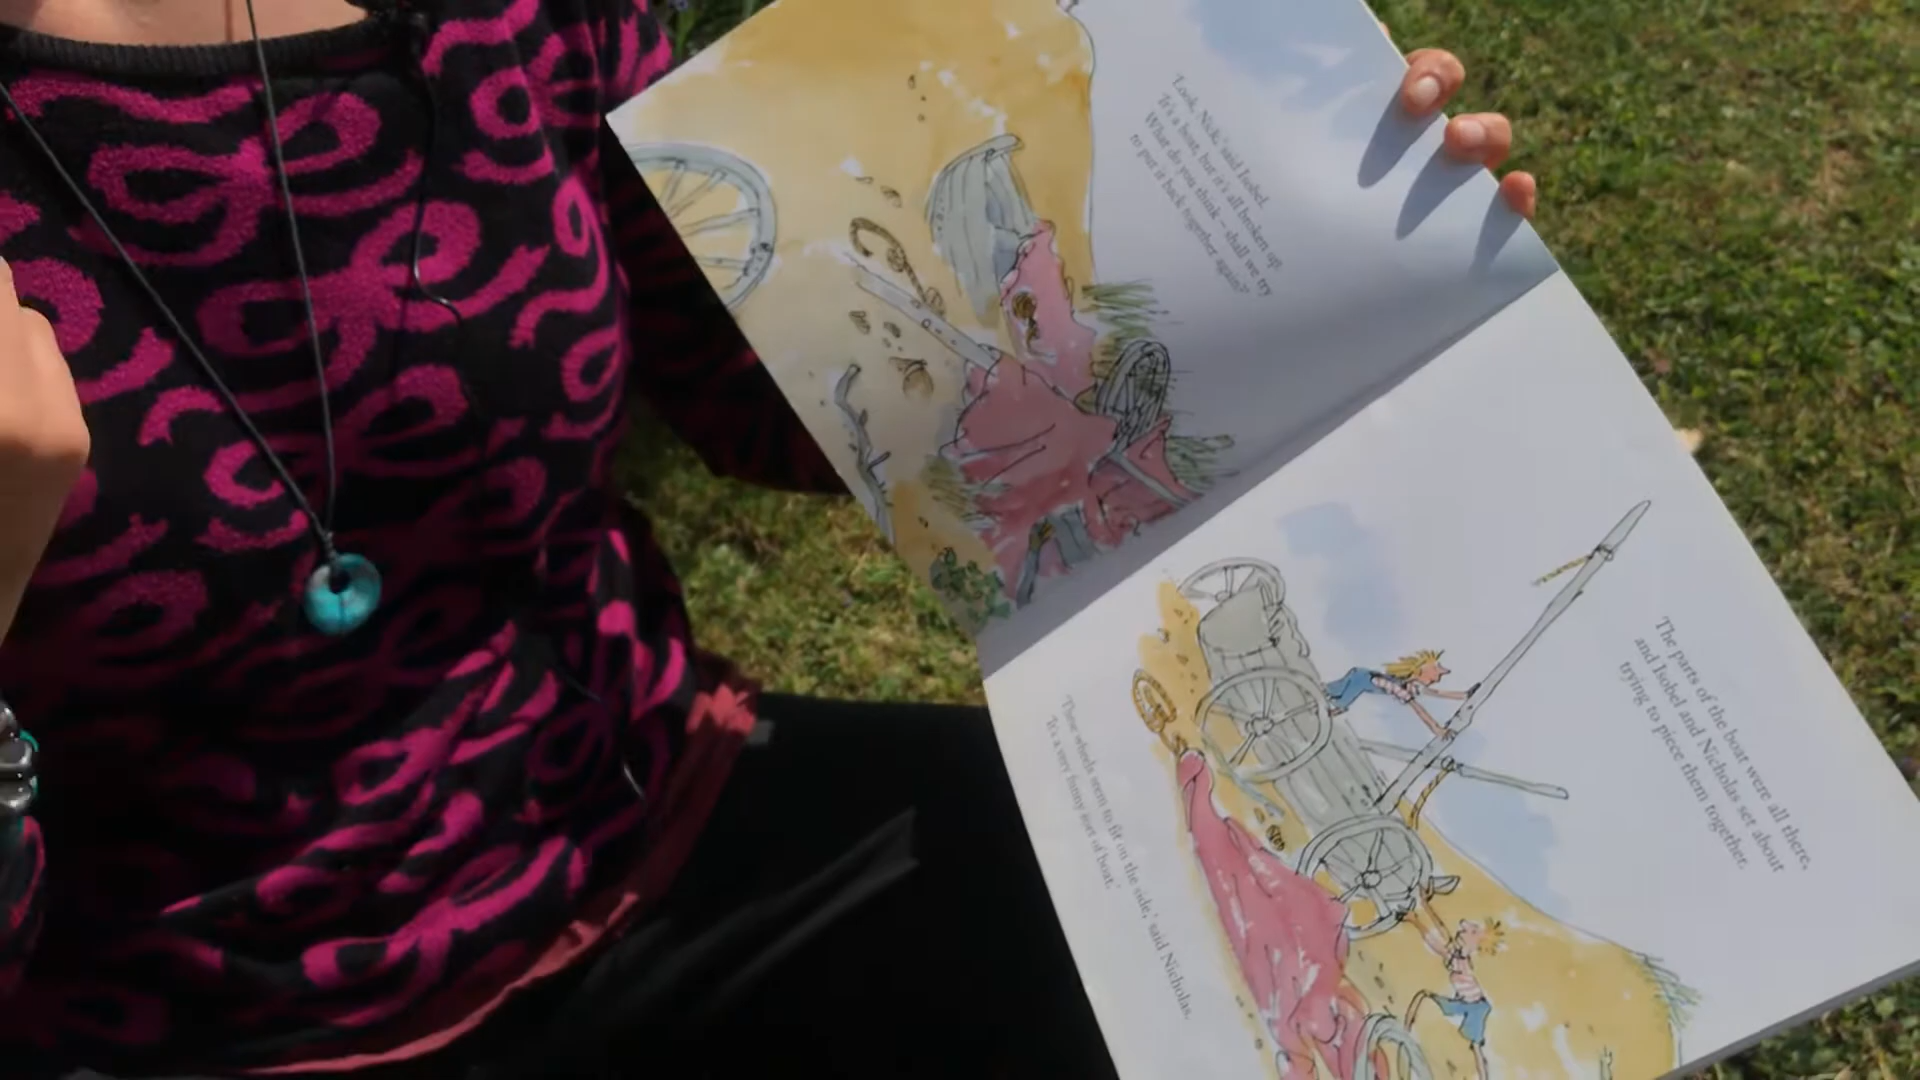 'Look, Nick,' said Isobel.
'It's a boat, but it's all broken up.
What do you think – shall we try
to put it back together again?'
The parts of the boat were all there,
and Isobel and Nicholas set about
trying to piece them together.
'These wheels seem to fit on the side,' said Nicholas.
'It's a very funny sort of boat.'